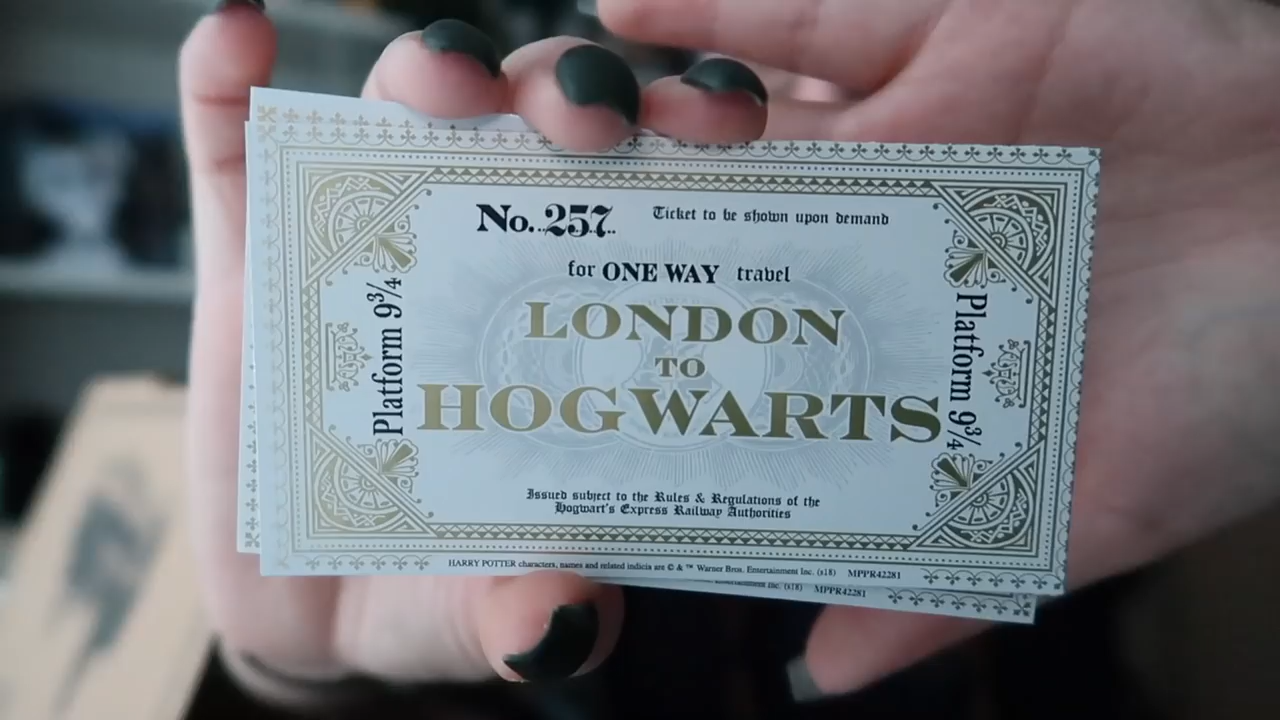 No. 257
Ticket to be shown upon demand
for ONE WAY travel
LONDON
TO
HOGWARTS
Platform 9¾
Platform 9¾
Issued subject to the Rules & Regulations of the
Hogwart's Express Railway Authorities
HARRY POTTER characters, names and related indicia are © & ™ Warner Bros. Entertainment Inc. (s18) MPPR42281
Entertainment Inc. (s18) MPPR42281